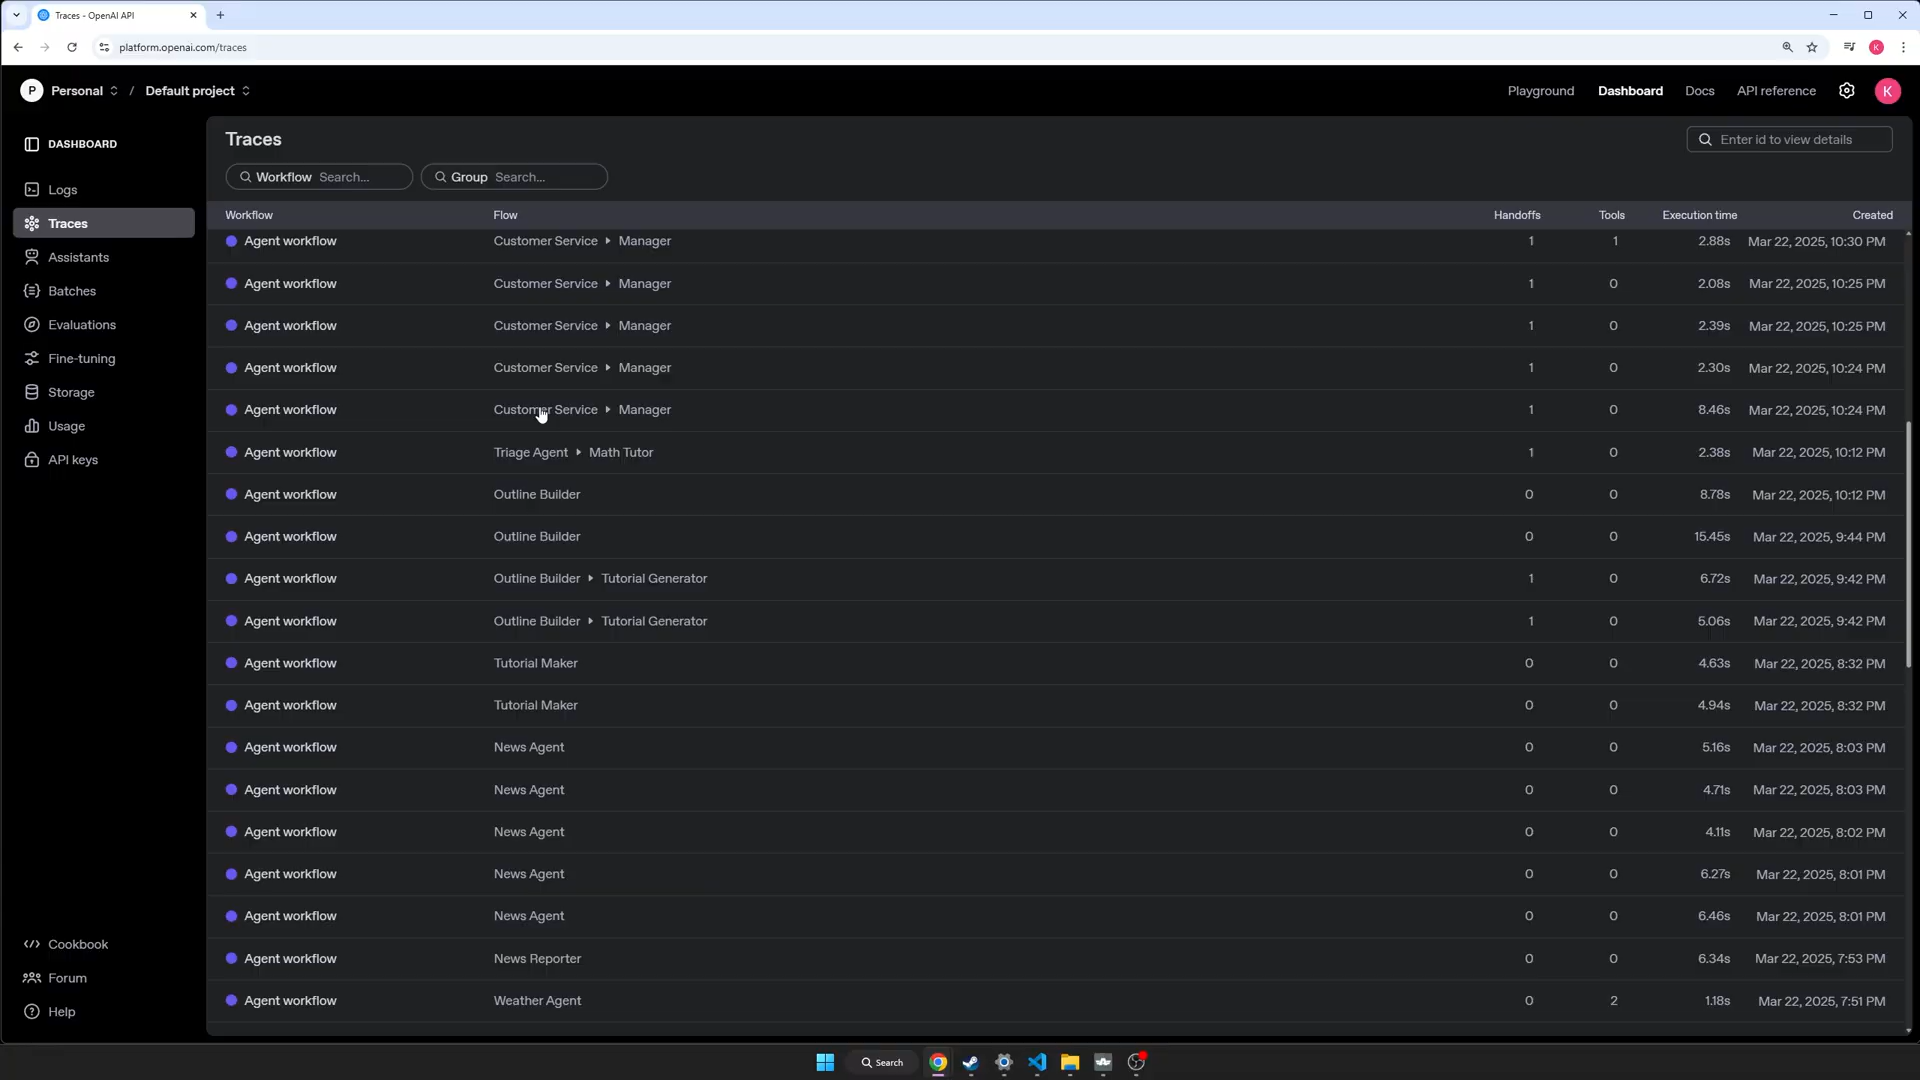 Traces - OpenAI API
platform.openai.com/traces
K
P Personal / Default project
Playground Dashboard Docs API reference K
DASHBOARD
Logs
Traces
Assistants
Batches
Evaluations
Fine-tuning
Storage
Usage
API keys
Cookbook
Forum
Help
Traces
Enter id to view details
Workflow Search... Group Search...
Workflow Flow Handoffs Tools Execution time Created
Agent workflow Customer Service Manager 1 1 2.88s Mar 22, 2025, 10:30 PM
Agent workflow Customer Service Manager 1 0 2.08s Mar 22, 2025, 10:25 PM
Agent workflow Customer Service Manager 1 0 2.39s Mar 22, 2025, 10:25 PM
Agent workflow Customer Service Manager 1 0 2.30s Mar 22, 2025, 10:24 PM
Agent workflow Customer Service Manager 1 0 8.46s Mar 22, 2025, 10:24 PM
Agent workflow Triage Agent Math Tutor 1 0 2.38s Mar 22, 2025, 10:12 PM
Agent workflow Outline Builder 0 0 8.78s Mar 22, 2025, 10:12 PM
Agent workflow Outline Builder 0 0 15.45s Mar 22, 2025, 9:44 PM
Agent workflow Outline Builder Tutorial Generator 1 0 6.72s Mar 22, 2025, 9:42 PM
Agent workflow Outline Builder Tutorial Generator 1 0 5.06s Mar 22, 2025, 9:42 PM
Agent workflow Tutorial Maker 0 0 4.63s Mar 22, 2025, 8:32 PM
Agent workflow Tutorial Maker 0 0 4.94s Mar 22, 2025, 8:32 PM
Agent workflow News Agent 0 0 5.16s Mar 22, 2025, 8:03 PM
Agent workflow News Agent 0 0 4.71s Mar 22, 2025, 8:03 PM
Agent workflow News Agent 0 0 4.11s Mar 22, 2025, 8:02 PM
Agent workflow News Agent 0 0 6.27s Mar 22, 2025, 8:01 PM
Agent workflow News Agent 0 0 6.46s Mar 22, 2025, 8:01 PM
Agent workflow News Reporter 0 0 6.34s Mar 22, 2025, 7:53 PM
Agent workflow Weather Agent 0 2 1.18s Mar 22, 2025, 7:51 PM
Search